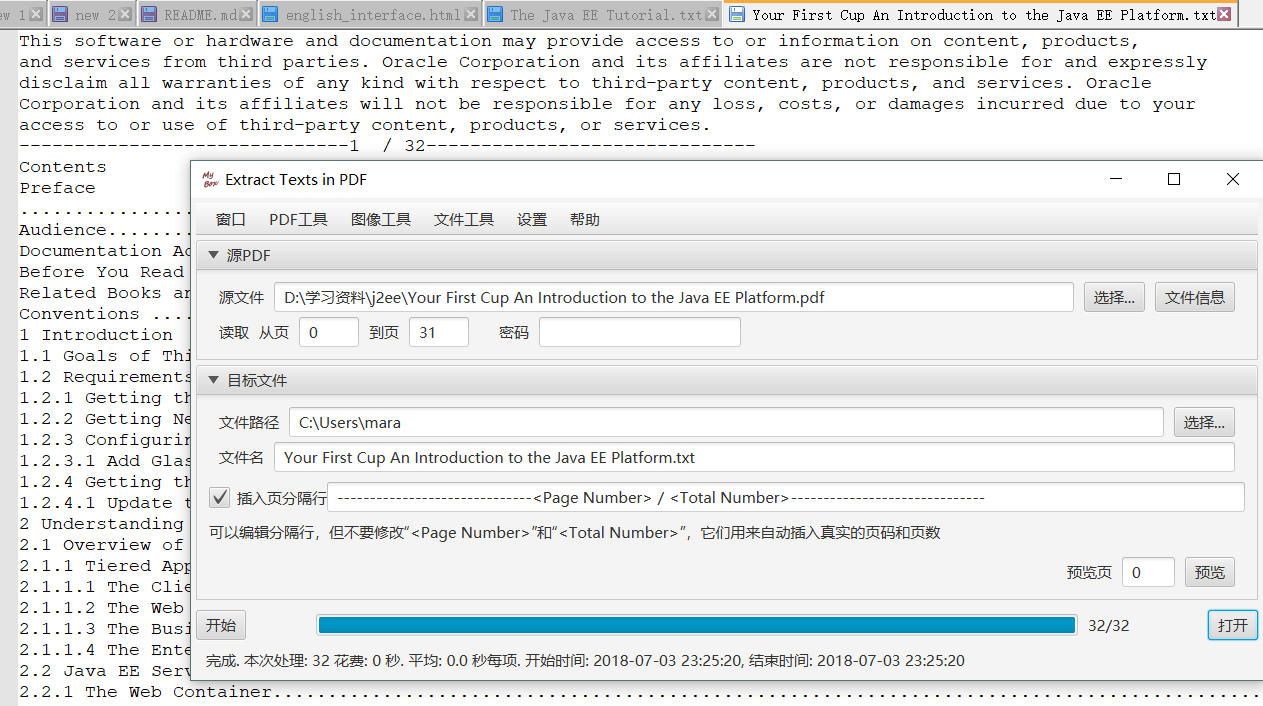 new 2 README.md english_interface.html The Java EE Tutorial.txt Your First Cup An Introduction to the Java EE Platform.txt
This software or hardware and documentation may provide access to or information on content, products,
and services from third parties. Oracle Corporation and its affiliates are not responsible for and expressly
disclaim all warranties of any kind with respect to third-party content, products, and services. Oracle
Corporation and its affiliates will not be responsible for any loss, costs, or damages incurred due to your
access to or use of third-party content, products, or services.
------------------------------1 / 32------------------------------
Contents
Preface
................
Audience........
Documentation
Before You Read
Related Books
Conventions ....
1 Introduction
1.1 Goals of
1.2 Requirements
1.2.1 Getting
1.2.2 Getting
1.2.3
1.2.3.1 Add
1.2.4 Getting
1.2.4.1 Update
2 Understanding
2.1 Overview of
2.1.1 Tiered
2.1.1.1 The
2.1.1.2 The Web
2.1.1.3 The
2.1.1.4 The
2.2 Java EE
2.2.1 The Web Container..........................................................................................
My Box Extract Texts in PDF
窗口 PDF工具 图像工具 文件工具 设置 帮助
源PDF
源文件 D:\学习资料\j2ee\Your First Cup An Introduction to the Java EE Platform.pdf 选择... 文件信息
读取 从页 0 到页 31 密码
目标文件
文件路径 C:\Users\mara 选择...
文件名 Your First Cup An Introduction to the Java EE Platform.txt
插入页分隔行 ------------------------------<Page Number> / <Total Number>------------------------------
可以编辑分隔行，但不要修改“<Page Number>”和“<Total Number>”，它们用来自动插入真实的页码和页数
预览页 0 预览
开始 32/32 打开
完成. 本次处理: 32 花费: 0 秒. 平均: 0.0 秒每项. 开始时间: 2018-07-03 23:25:20, 结束时间: 2018-07-03 23:25:20